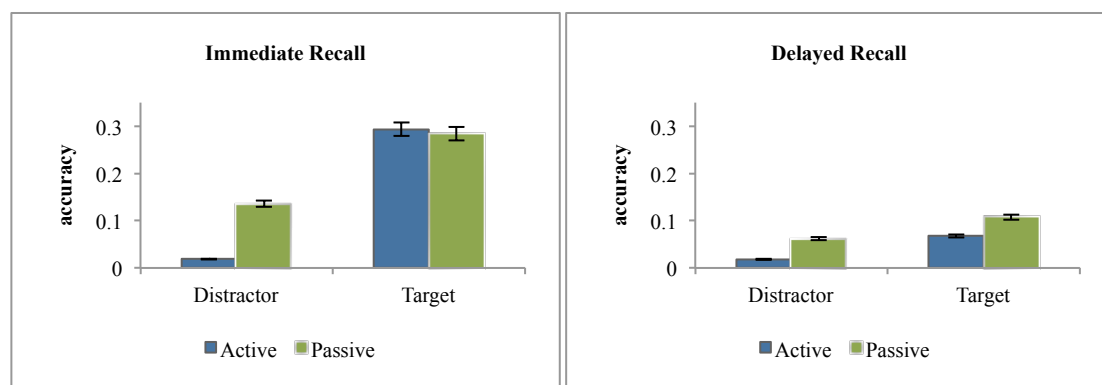 Immediate Recall
accuracy
0.3
0.2
0.1
0
Distractor Target
Active Passive
Delayed Recall
accuracy
0.3
0.2
0.1
0
Distractor Target
Active Passive